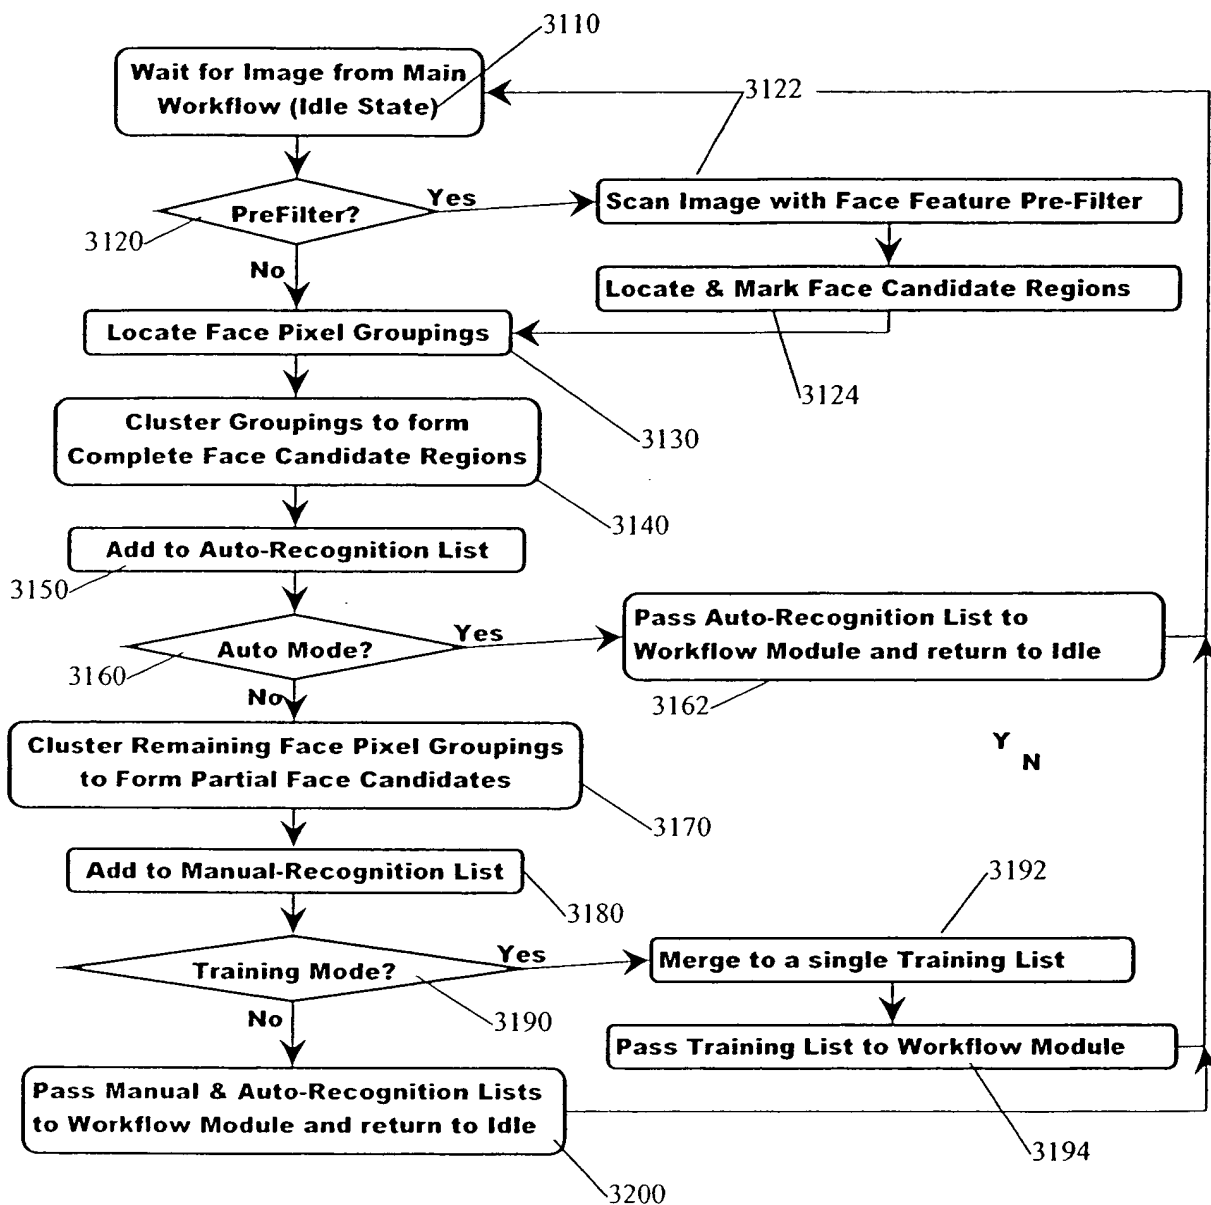 3110
Wait for Image from Main
Workflow (Idle State)
3122
Yes
PreFilter?
3120
Scan Image with Face Feature Pre-Filter
No
Locate & Mark Face Candidate Regions
Locate Face Pixel Groupings
3124
3130
Cluster Groupings to form
Complete Face Candidate Regions
3140
Add to Auto-Recognition List
3150
Yes
Auto Mode?
3160
Pass Auto-Recognition List to
Workflow Module and return to Idle
3162
No
Cluster Remaining Face Pixel Groupings
to Form Partial Face Candidates
Y
N
3170
Add to Manual-Recognition List
3180
3192
Yes
Training Mode?
3190
Merge to a single Training List
No
Pass Training List to Workflow Module
3194
Pass Manual & Auto-Recognition Lists
to Workflow Module and return to Idle
3200